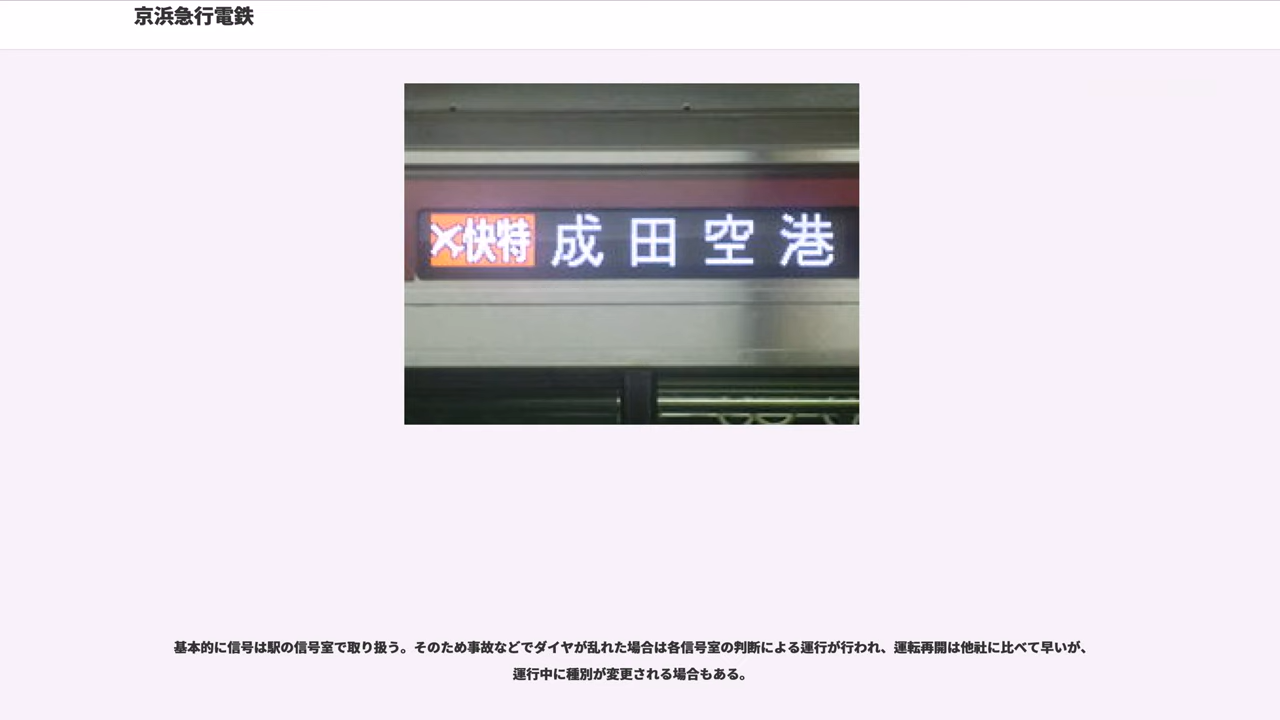 京浜急行電鉄
快特 成田空港
基本的に信号は駅の信号室で取り扱う。そのため事故などでダイヤが乱れた場合は各信号室の判断による運行が行われ、運転再開は他社に比べて早いが、
運行中に種別が変更される場合もある。